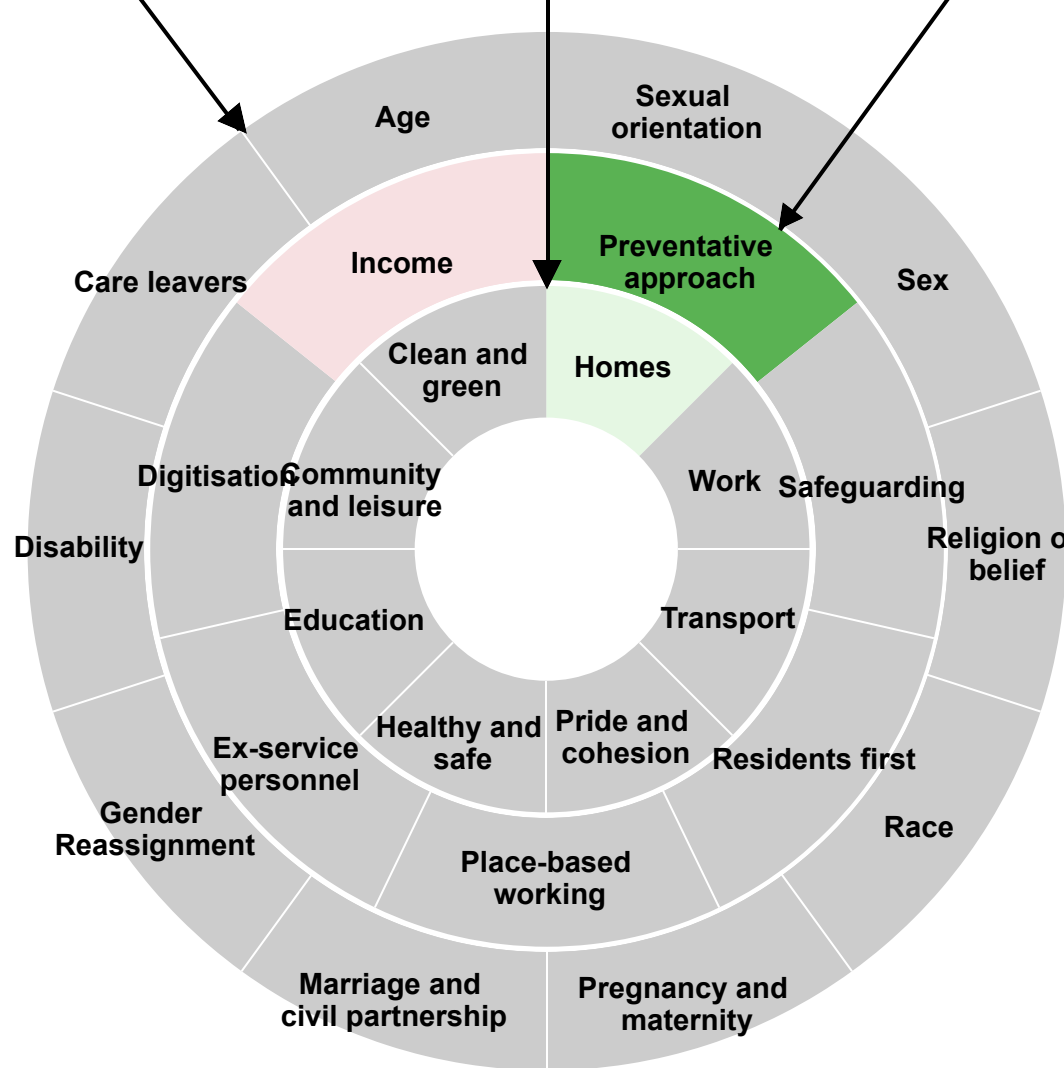 Age
Sexual
orientation
Income
Preventative
approach
Care leavers
Sex
Clean and
green
Homes
Digitisation
Community
and leisure
Work
Safeguarding
Disability
Religion o
belief
Education
Transport
Healthy and
safe
Pride and
cohesion
Ex-service
personnel
Residents first
Gender
Reassignment
Race
Place-based
working
Marriage and
civil partnership
Pregnancy and
maternity